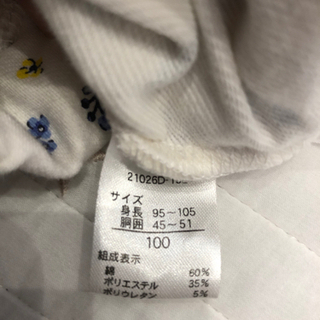 サイズ
身長 95～105
胴囲 45～51
100
組成表示
綿 60%
ポリエステル 35%
ポリウレタン 5%